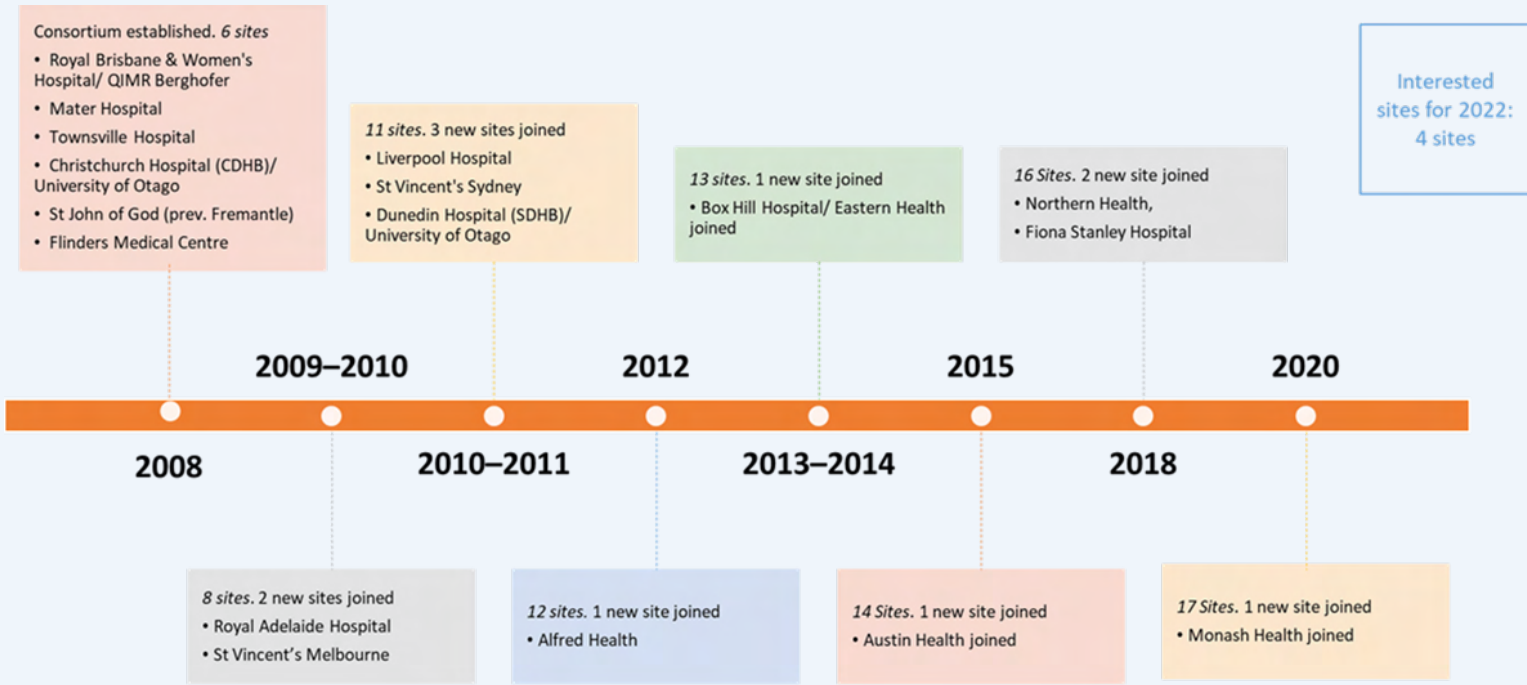 Consortium established. 6 sites
• Royal Brisbane & Women's
Hospital/ QIMR Berghofer
• Mater Hospital
• Townsville Hospital
• Christchurch Hospital (CDHB)/
University of Otago
• St John of God (prev. Fremantle)
• Flinders Medical Centre
11 sites. 3 new sites joined
• Liverpool Hospital
• St Vincent's Sydney
• Dunedin Hospital (SDHB)/
University of Otago
13 sites. 1 new site joined
• Box Hill Hospital/ Eastern Health
joined
16 Sites. 2 new site joined
• Northern Health,
• Fiona Stanley Hospital
Interested
sites for 2022:
4 sites
2009–2010
2012
2015
2020
2008
2010–2011
2013–2014
2018
8 sites. 2 new sites joined
• Royal Adelaide Hospital
• St Vincent’s Melbourne
12 sites. 1 new site joined
• Alfred Health
14 Sites. 1 new site joined
• Austin Health joined
17 Sites. 1 new site joined
• Monash Health joined